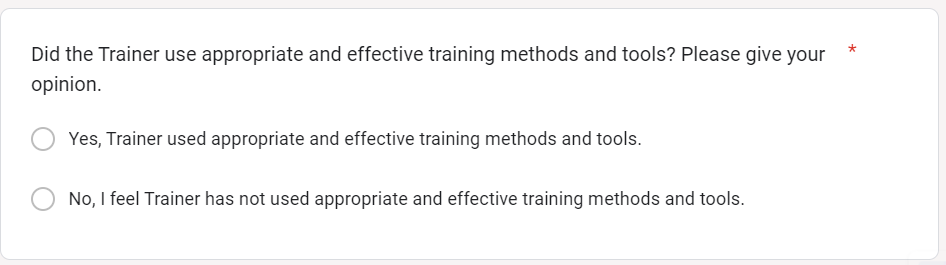 Did the Trainer use appropriate and effective training methods and tools? Please give your *
opinion.
Yes, Trainer used appropriate and effective training methods and tools.
No, I feel Trainer has not used appropriate and effective training methods and tools.